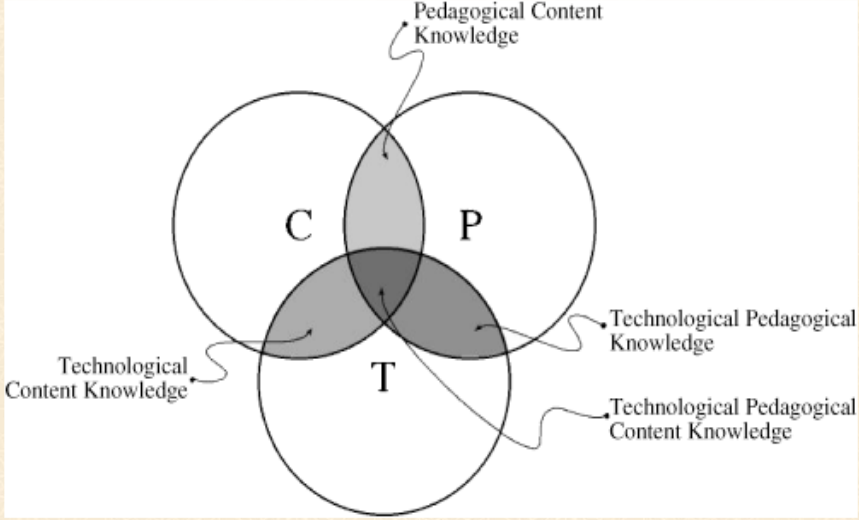 Pedagogical Content
Knowledge
C
P
Technological Pedagogical
Knowledge
Technological
Content Knowledge
T
Technological Pedagogical
Content Knowledge